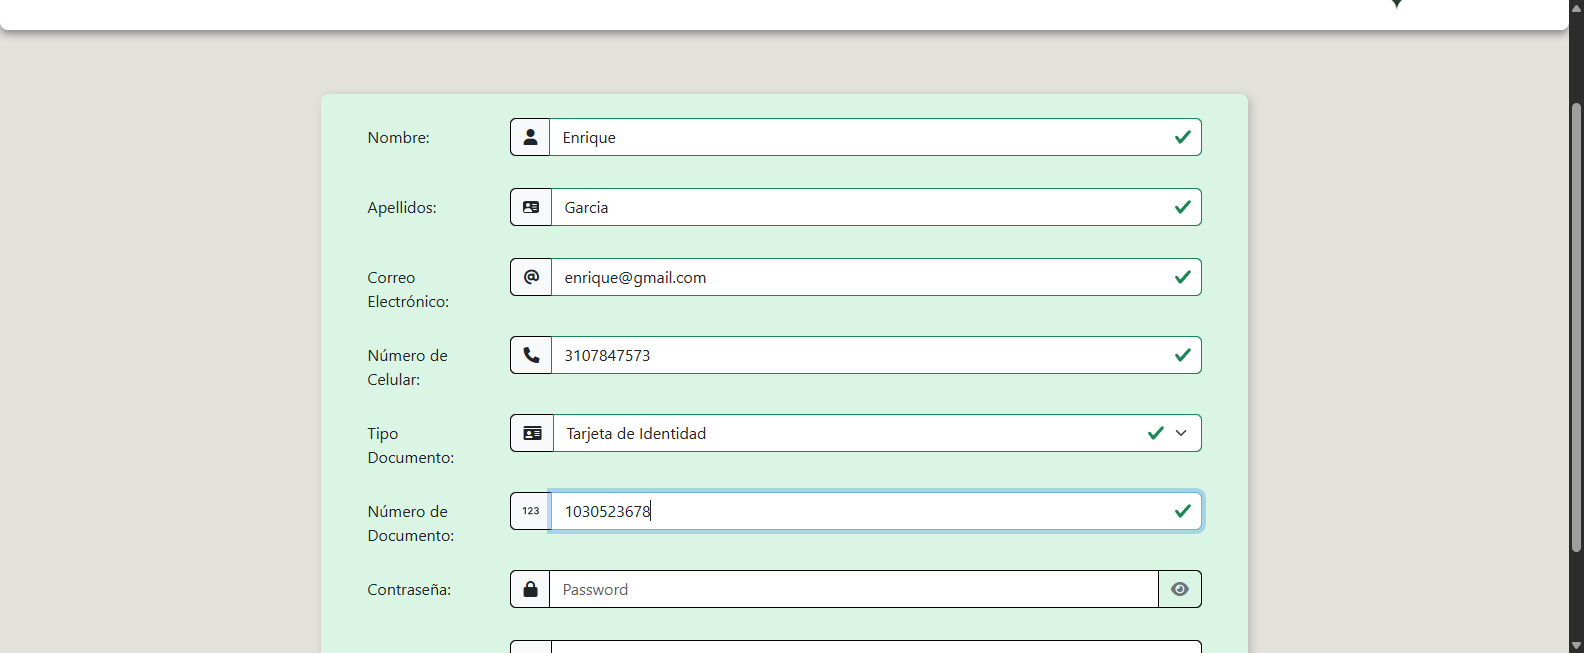 Nombre:
Enrique
Apellidos:
Garcia
Correo
Electrónico:
@
enrique@gmail.com
Número de
Celular:
3107847573
Tipo
Documento:
Tarjeta de Identidad
Número de
Documento:
123
1030523678
Contraseña:
Password